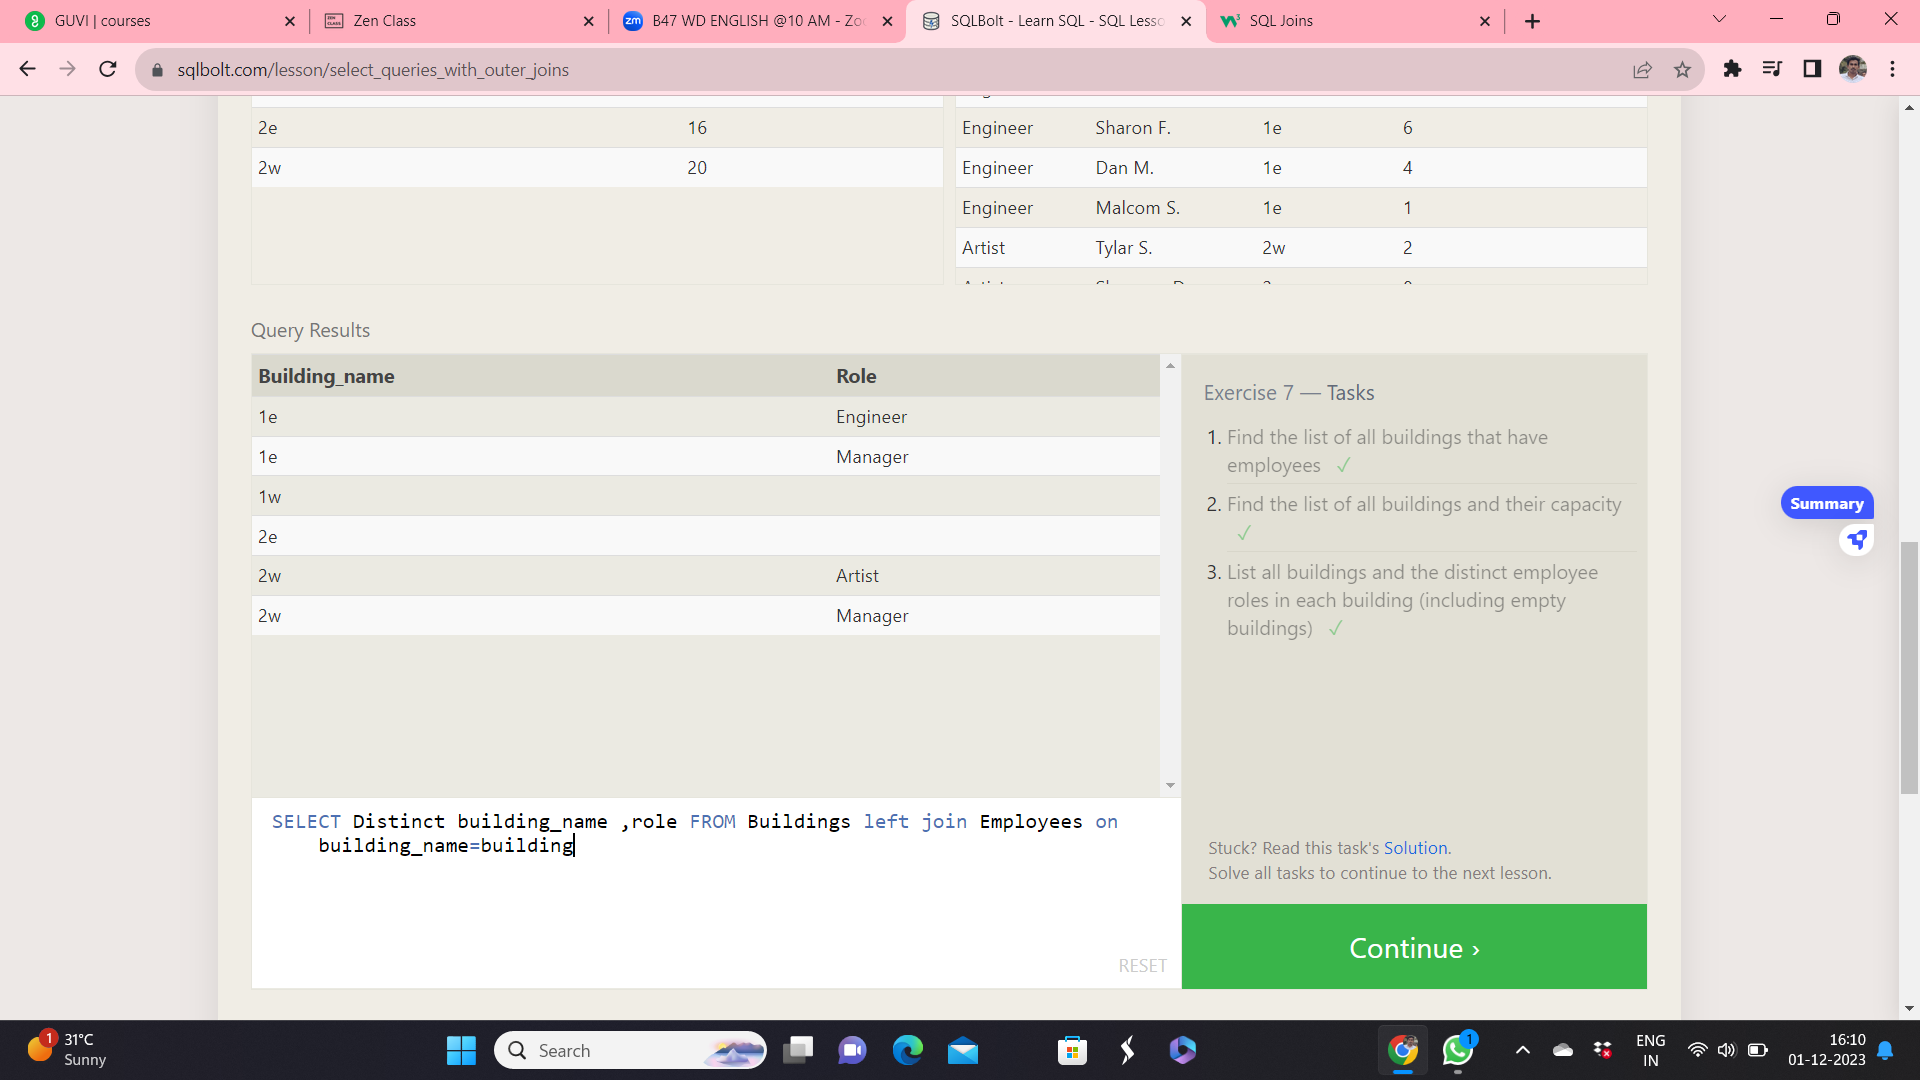 GUVI | courses
Zen Class
B47 WD ENGLISH @10 AM - Zoo
SQLBolt - Learn SQL - SQL Lesso
SQL Joins
sqlbolt.com/lesson/select_queries_with_outer_joins
2e 16
2w 20
Engineer Sharon F. 1e 6
Engineer Dan M. 1e 4
Engineer Malcom S. 1e 1
Artist Tylar S. 2w 2
Query Results
Building_name Role
1e Engineer
1e Manager
1w
2e
2w Artist
2w Manager
Exercise 7 — Tasks
1. Find the list of all buildings that have
employees ✓
2. Find the list of all buildings and their capacity
✓
3. List all buildings and the distinct employee
roles in each building (including empty
buildings) ✓
Summary
SELECT Distinct building_name ,role FROM Buildings left join Employees on
building_name=building
RESET
Stuck? Read this task's Solution.
Solve all tasks to continue to the next lesson.
Continue ›
1
31°C
Sunny
Search
1
ENG
IN
16:10
01-12-2023